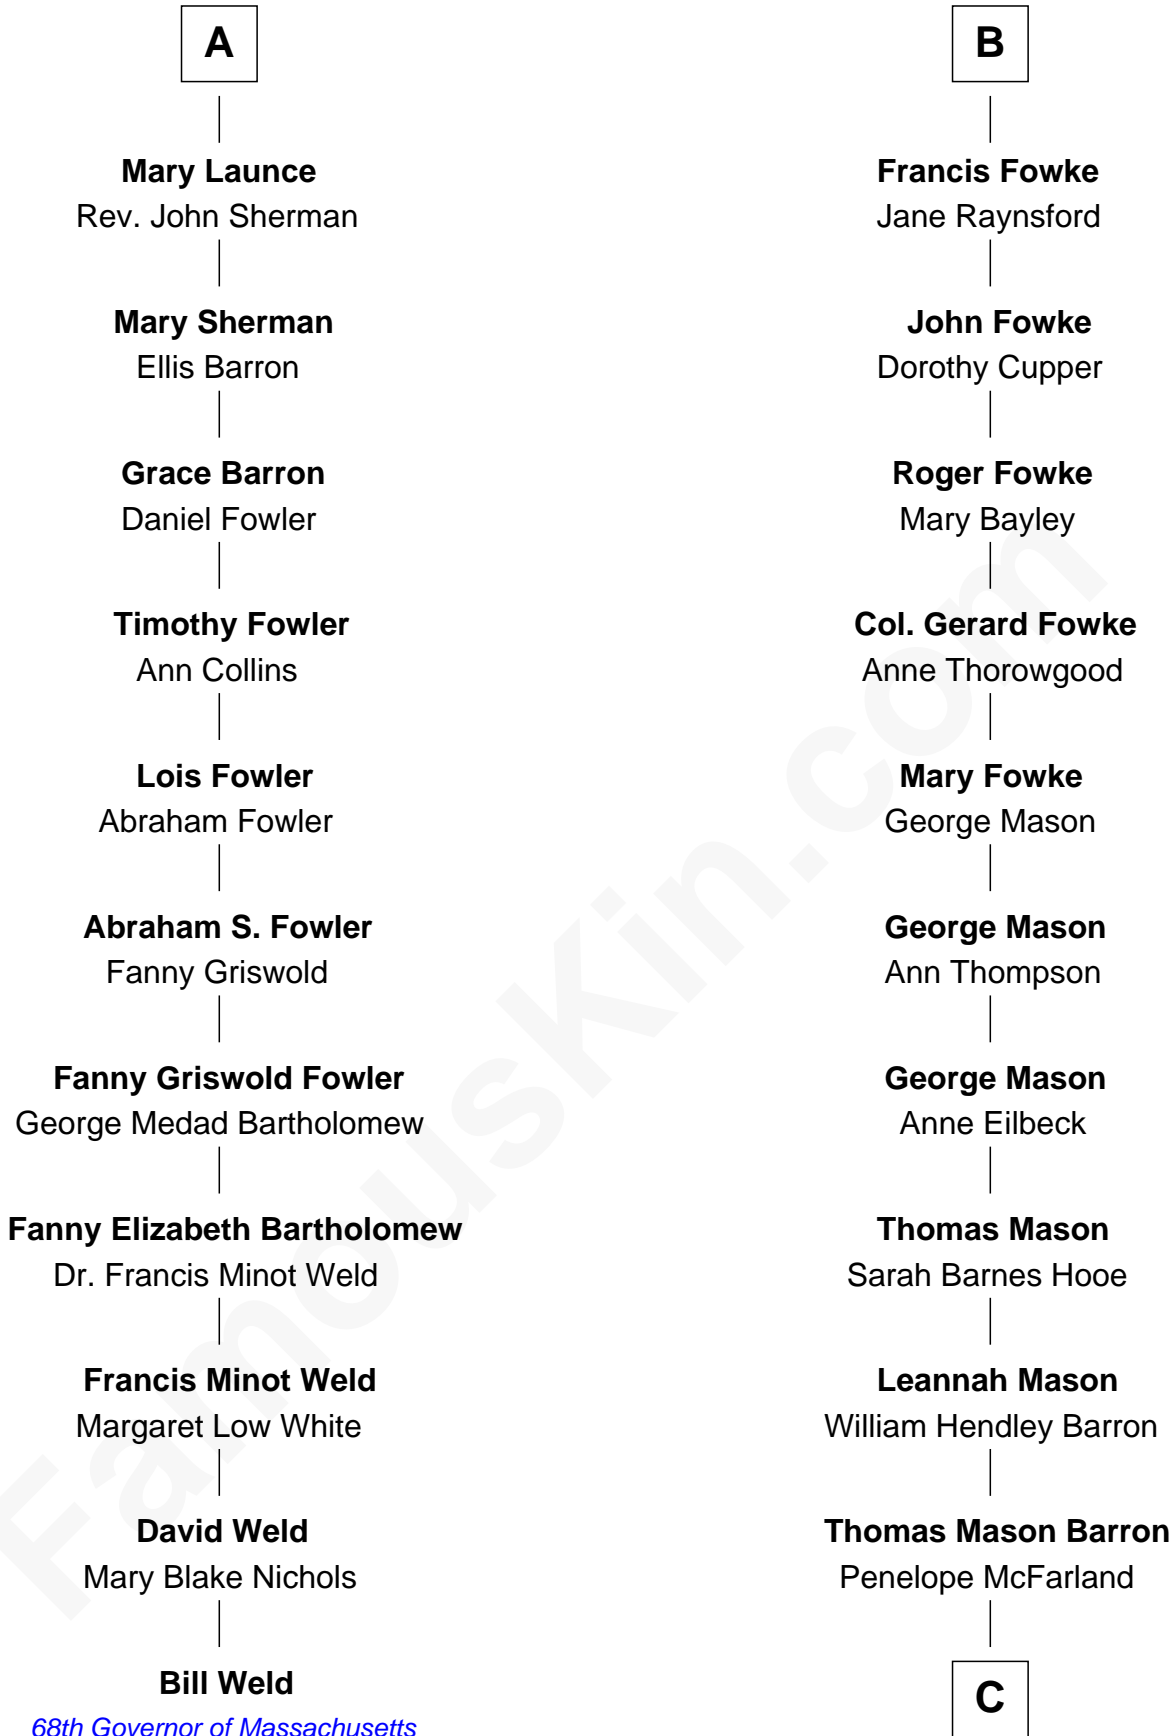 A
Mary Launce
Rev. John Sherman
Mary Sherman
Ellis Barron
Grace Barron
Daniel Fowler
Timothy Fowler
Ann Collins
Lois Fowler
Abraham Fowler
Abraham S. Fowler
Fanny Griswold
Fanny Griswold Fowler
George Medad Bartholomew
Fanny Elizabeth Bartholomew
Dr. Francis Minot Weld
Francis Minot Weld
Margaret Low White
David Weld
Mary Blake Nichols
Bill Weld
68th Governor of Massachusetts
B
Francis Fowke
Jane Raynsford
John Fowke
Dorothy Cupper
Roger Fowke
Mary Bayley
Col. Gerard Fowke
Anne Thorowgood
Mary Fowke
George Mason
George Mason
Ann Thompson
George Mason
Anne Eilbeck
Thomas Mason
Sarah Barnes Hooe
Leannah Mason
William Hendley Barron
Thomas Mason Barron
Penelope McFarland
C
FamousKin.com